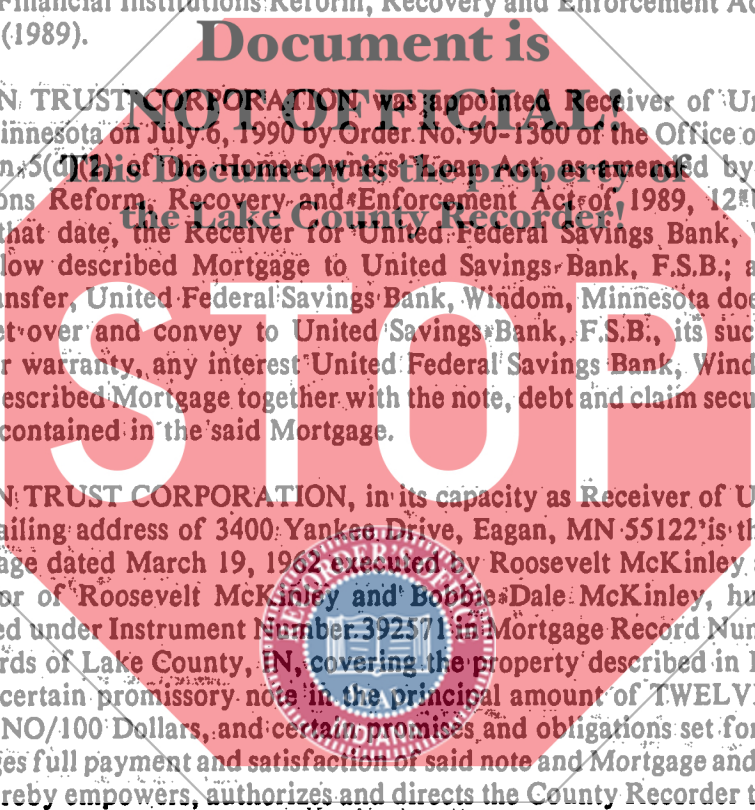 Financial Institutions Reform, Recovery and Enforcement Ac
(1989).
Document is
NOT OFFICIAL!
This Document is the property of
the Lake County Recorder!
N TRUST CORPORATION was appointed Receiver of Un
innesota on July 6, 1990 by Order No. 90-1360 of the Office o
n 5(d)(2) of the Home Owners' Loan Act, as amended by
ons Reform, Recovery and Enforcement Act of 1989, 12
hat date, the Receiver for United Federal Savings Bank,
low described Mortgage to United Savings Bank, F.S.B.; a
ansfer, United Federal Savings Bank, Windom, Minnesota do
et over and convey to United Savings Bank, F.S.B., its suc
r warranty, any interest United Federal Savings Bank, Wind
escribed Mortgage together with the note, debt and claim secu
contained in the said Mortgage.
STOP
N TRUST CORPORATION, in its capacity as Receiver of U
ailing address of 3400 Yankee Drive, Eagan, MN 55122 is th
age dated March 19, 1962 executed by Roosevelt McKinley
or of Roosevelt McKinley and Bobbie Dale McKinley, hu
ed under Instrument Number 392571 in Mortgage Record Num
rds of Lake County, IN, covering the property described in
certain promissory note in the principal amount of TWELV
NO/100 Dollars, and certain promises and obligations set for
ges full payment and satisfaction of said note and Mortgage and
reby empowers, authorizes and directs the County Recorder
RECORDER'S OFFICE
INDIANA